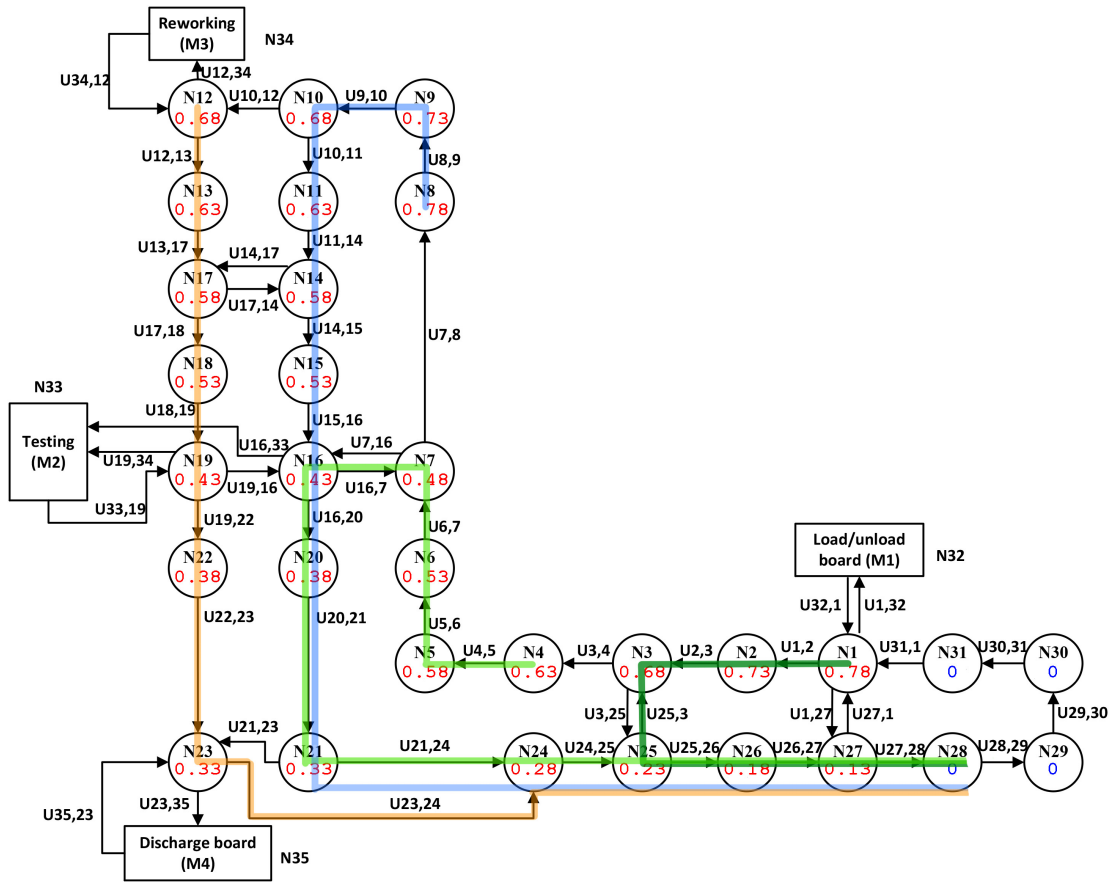 Reworking
(M3)
N34
U34,12
U12,34
N12
0.68
U10,12
N10
0.68
U9,10
N9
0.73
U12,13
U10,11
U8,9
N13
0.63
N11
0.63
N8
0.78
U13,17
U14,17
U11,14
N17
0.58
U17,14
N14
0.58
U17,18
U14,15
U7,8
N18
0.53
N15
0.53
N33
U18,19
U15,16
Testing
(M2)
U16,33
U7,16
U19,34
N19
0.43
U19,16
N16
0.43
U16,7
N7
0.48
U33,19
U19,22
U16,20
U6,7
Load/unload
board (M1)
N32
N22
0.38
N20
0.38
N6
0.53
U32,1
U1,32
U22,23
U20,21
U5,6
N5
0.58
U4,5
N4
0.63
U3,4
N3
0.68
U2,3
N2
0.73
U1,2
N1
0.78
U31,1
N31
0
U30,31
N30
0
U3,25
U25,3
U1,27
U27,1
U29,30
U21,23
N23
0.33
N21
0.33
U21,24
N24
0.28
U24,25
N25
0.23
U25,26
N26
0.18
U26,27
N27
0.13
U27,28
N28
0
U28,29
N29
0
U35,23
U23,35
U23,24
Discharge board
(M4)
N35